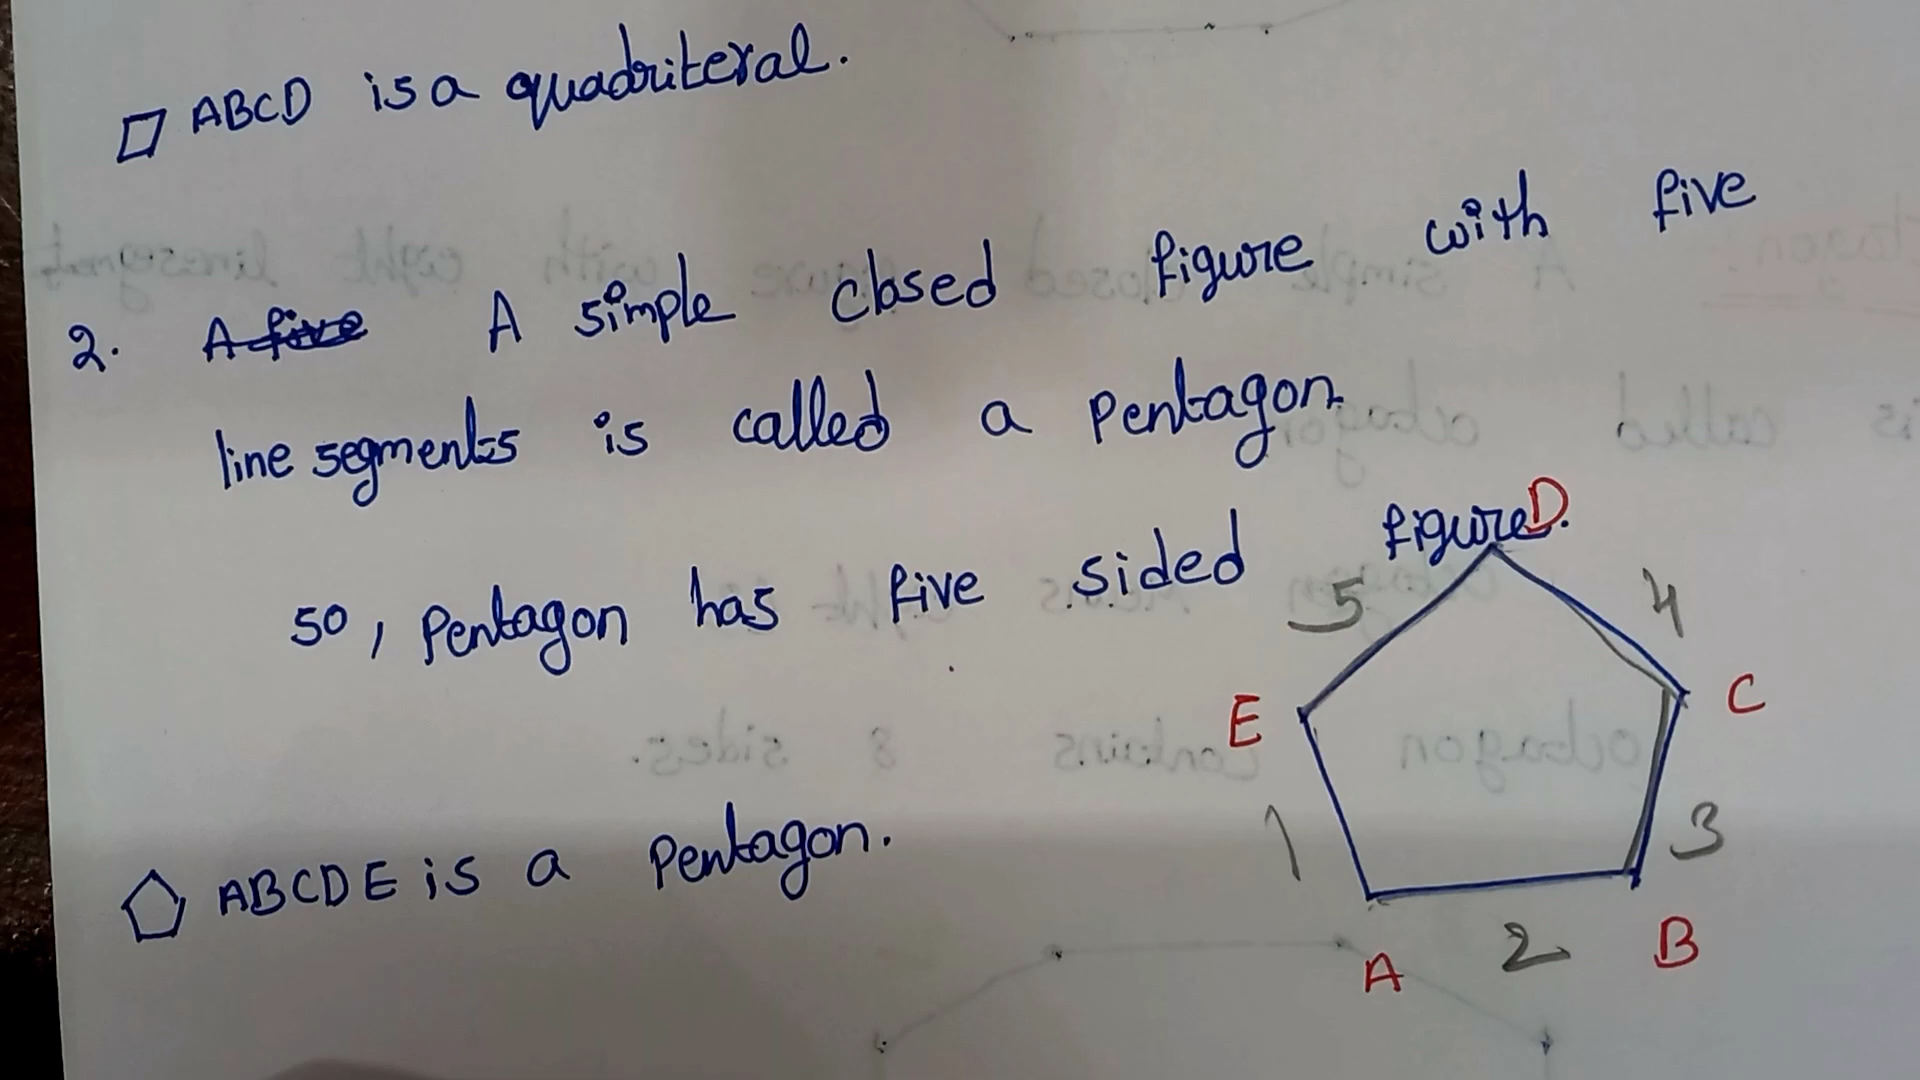 ▱ ABCD is a quadriteral.
2. A five A simple closed figure with five
line segments is called a Pentagon.
so, Pentagon has five sided figure.
⬠ ABCDE is a Pentagon.
D
5
4
E
C
1
3
A
2
B